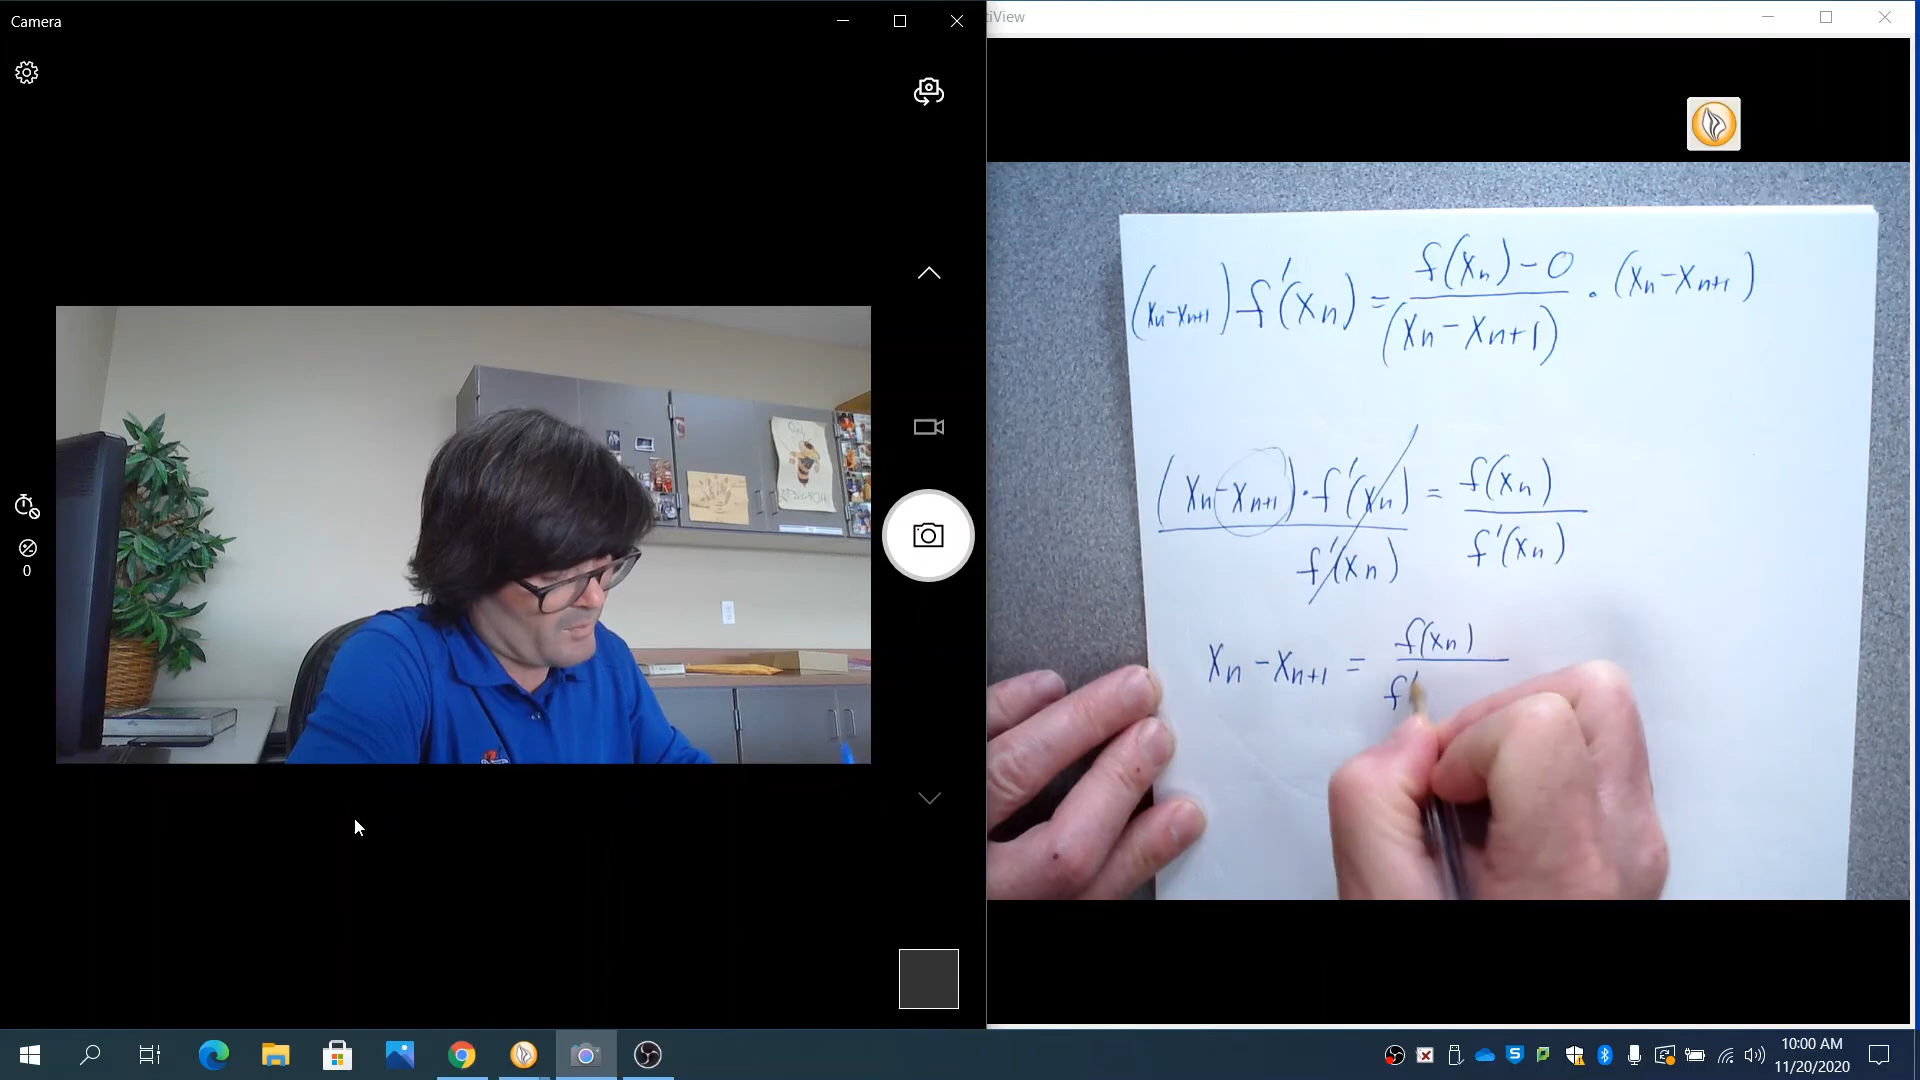 Camera
tiView
(xₙ-xₙ₊₁) f'(xₙ) = f(xₙ)-0 / (xₙ-xₙ₊₁) · (xₙ-xₙ₊₁)
(xₙ-xₙ₊₁)·f'(xₙ) / f'(xₙ) = f(xₙ) / f'(xₙ)
xₙ-xₙ₊₁ = f(xₙ) / f'
0
10:00 AM
11/20/2020